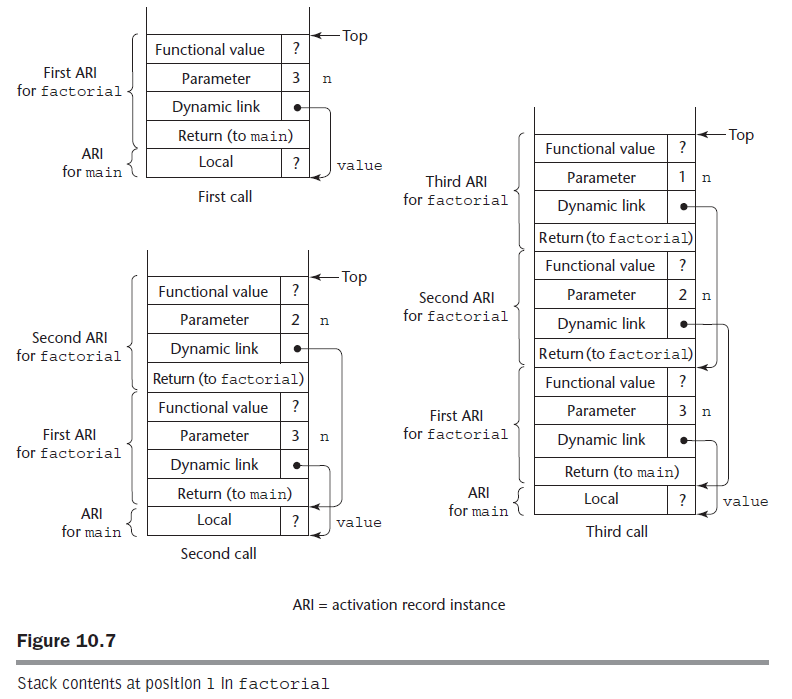 Top
Functional value ?
First ARI
for factorial
Parameter 3 n
Dynamic link
Return (to main)
ARI
for main
Local ? value
First call
Top
Functional value ?
Parameter 2 n
Second ARI
for factorial
Dynamic link
Return (to factorial)
Functional value ?
First ARI
for factorial
Parameter 3 n
Dynamic link
Return (to main)
ARI
for main
Local ? value
Second call
Top
Functional value ?
Third ARI
for factorial
Parameter 1 n
Dynamic link
Return (to factorial)
Functional value ?
Second ARI
for factorial
Parameter 2 n
Dynamic link
Return (to factorial)
Functional value ?
First ARI
for factorial
Parameter 3 n
Dynamic link
Return (to main)
ARI
for main
Local ? value
Third call
ARI = activation record instance
Figure 10.7
Stack contents at position 1 in factorial